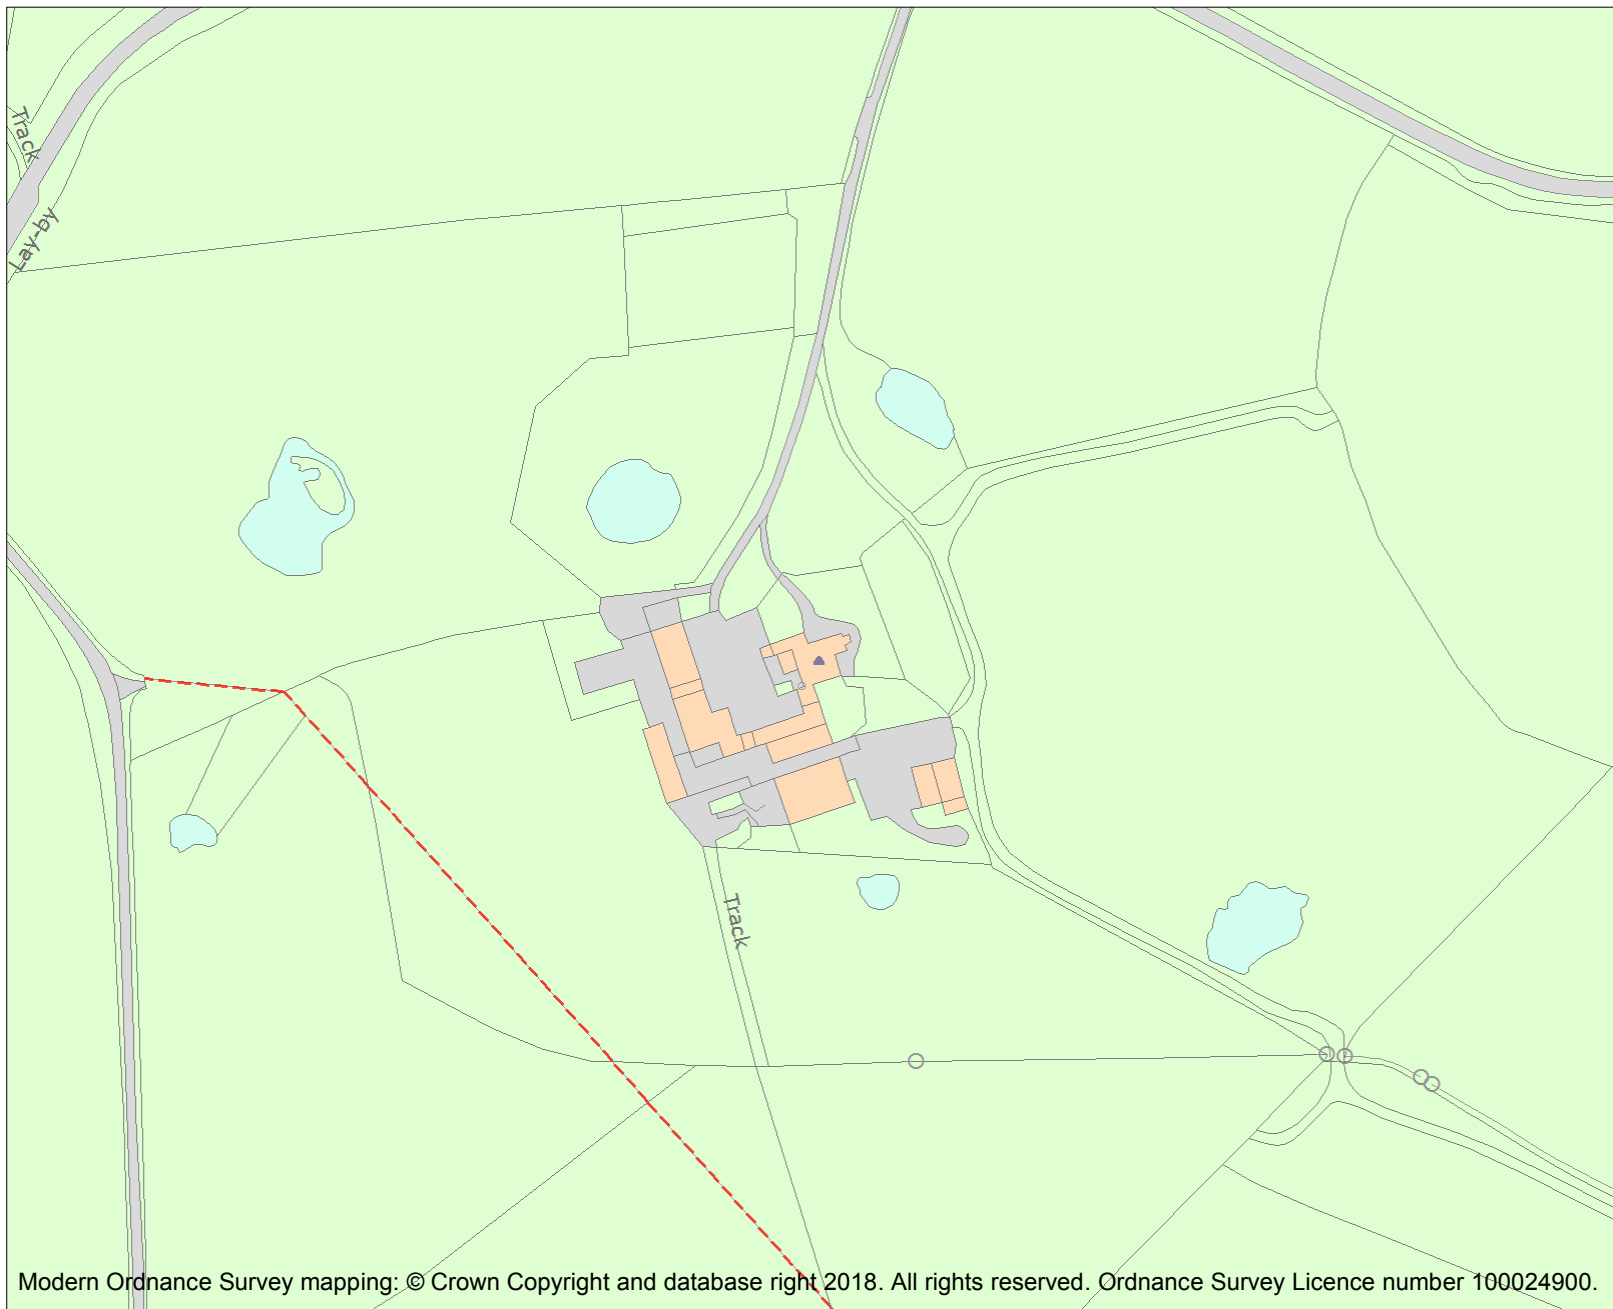 Track
Lay-by
Track
Modern Ordnance Survey mapping: © Crown Copyright and database right 2018. All rights reserved. Ordnance Survey Licence number 100024900.